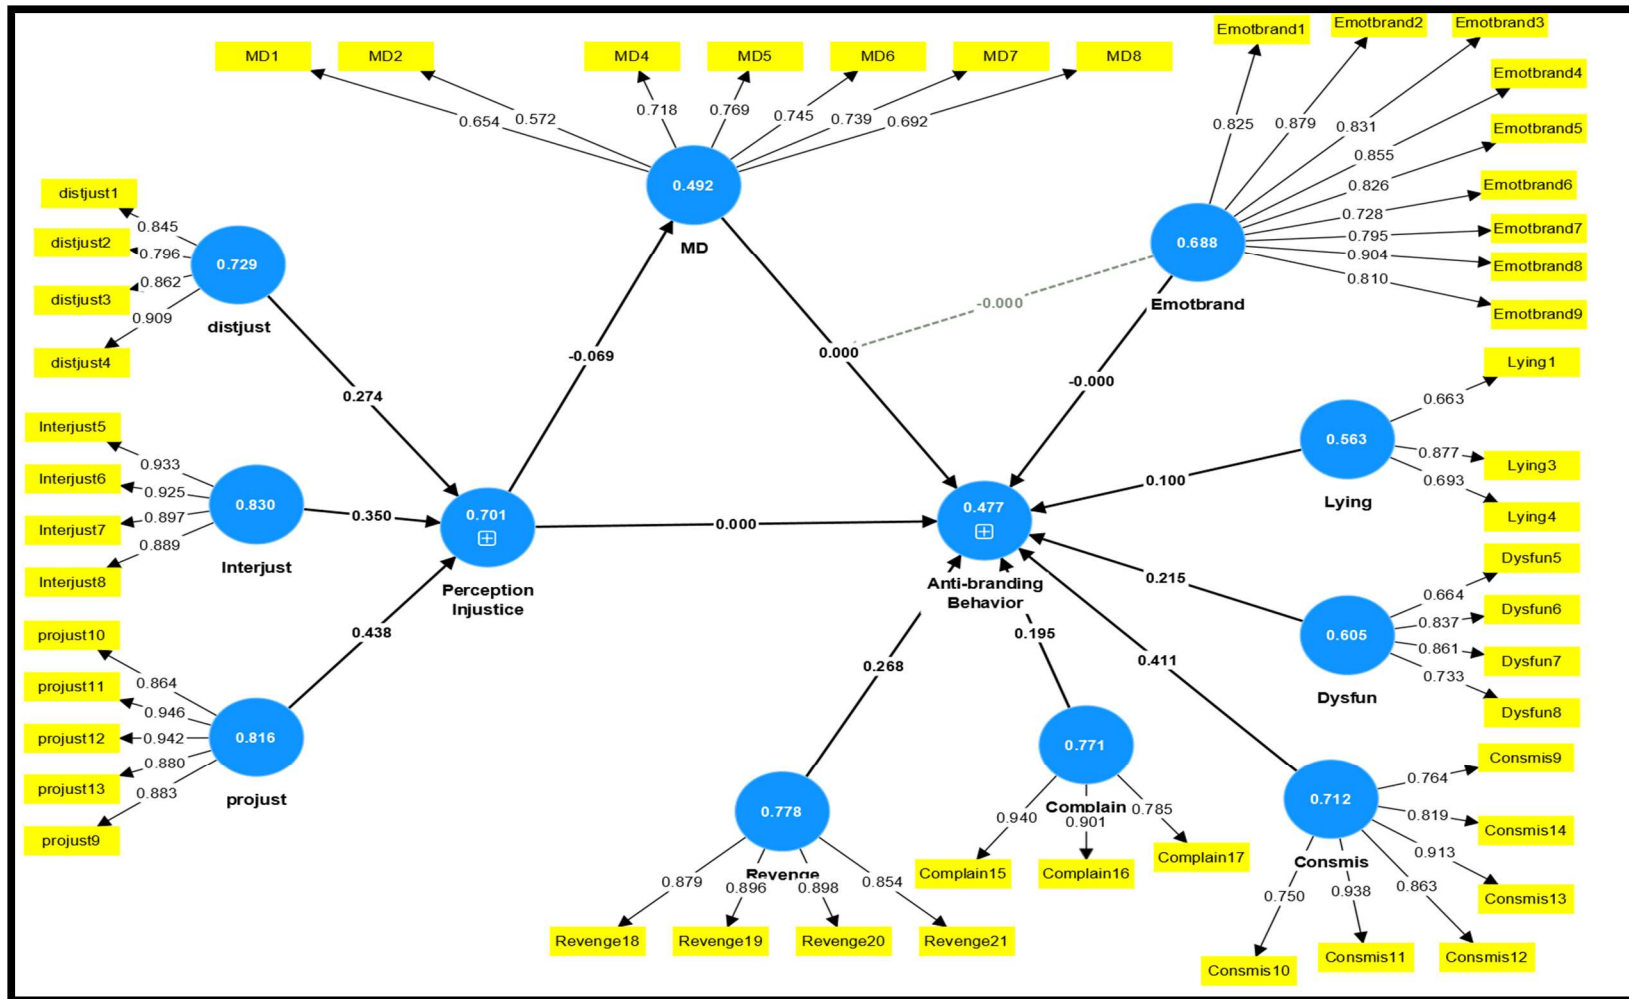 Emotbrand1
Emotbrand2
Emotbrand3
MD1
MD2
MD4
MD5
MD6
MD7
MD8
Emotbrand4
Emotbrand5
Emotbrand6
Emotbrand7
Emotbrand8
Emotbrand9
0.654
0.572
0.718
0.769
0.745
0.739
0.692
0.825
0.879
0.831
0.855
0.826
0.728
0.795
0.904
0.810
0.492
MD
0.688
Emotbrand
distjust1
distjust2
distjust3
distjust4
0.845
0.796
0.862
0.909
0.729
distjust
-0.000
0.000
-0.069
-0.000
0.274
Interjust5
Interjust6
Interjust7
Interjust8
0.933
0.925
0.897
0.889
0.830
Interjust
0.350
0.701
Perception
Injustice
0.000
0.477
Anti-branding
Behavior
0.100
0.563
Lying
0.663
0.877
0.693
Lying1
Lying3
Lying4
0.215
0.605
Dysfun
0.664
0.837
0.861
0.733
Dysfun5
Dysfun6
Dysfun7
Dysfun8
projust10
projust11
projust12
projust13
projust9
0.864
0.946
0.942
0.880
0.883
0.816
projust
0.438
0.268
0.195
0.411
0.778
Revenge
0.879
0.896
0.898
0.854
Revenge18
Revenge19
Revenge20
Revenge21
0.771
Complain
0.940
0.901
0.785
Complain15
Complain16
Complain17
0.712
Consmis
0.764
0.819
0.913
0.863
0.938
0.750
Consmis9
Consmis14
Consmis13
Consmis12
Consmis11
Consmis10